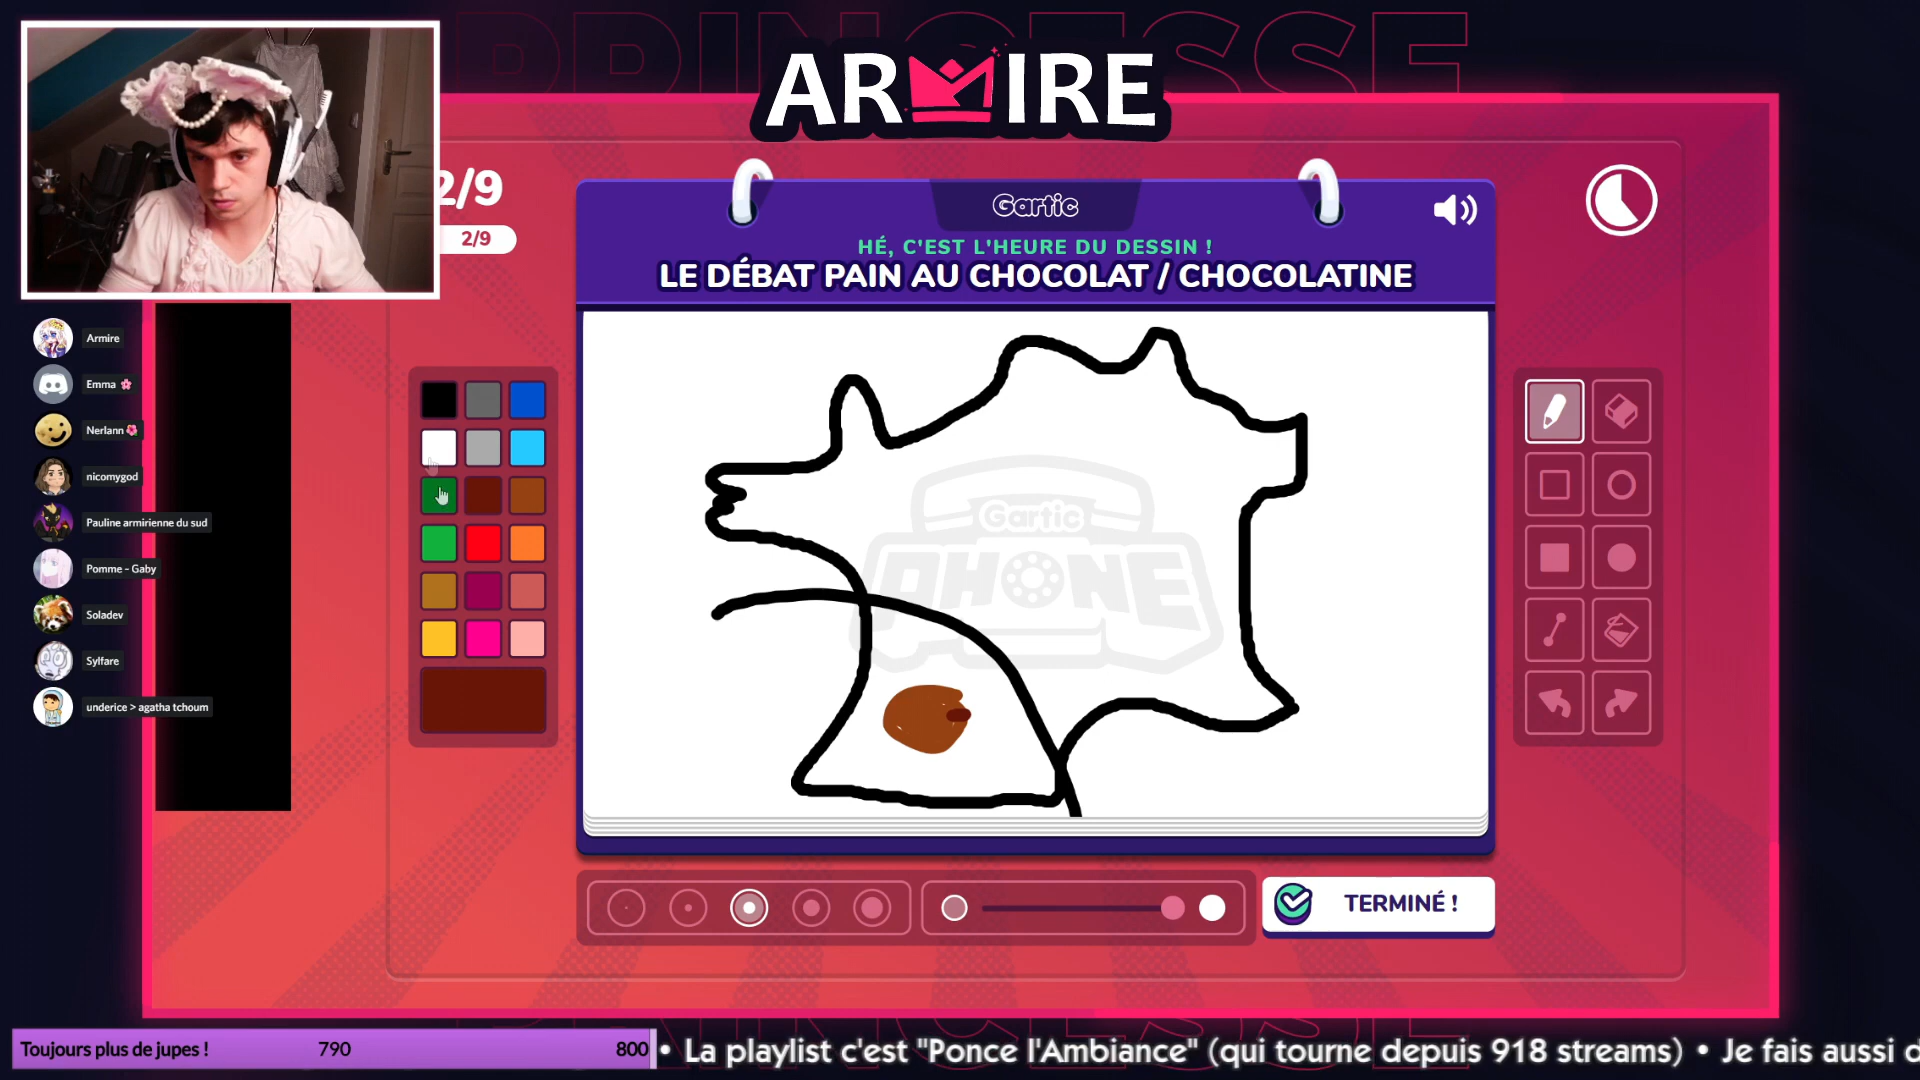 PRINCESSE
ARMIRE
2/9
2/9
Gartic
HÉ, C'EST L'HEURE DU DESSIN !
LE DÉBAT PAIN AU CHOCOLAT / CHOCOLATINE
Armire
Emma
Nerlann
nicomygod
Pauline armirienne du sud
Pomme - Gaby
Soladev
Sylfare
underice > agatha tchoum
Gartic
PHONE
TERMINÉ !
PRINCESSE
Toujours plus de jupes ! 790 800
• La playlist c'est "Ponce l'Ambiance" (qui tourne depuis 918 streams) • Je fais aussi d